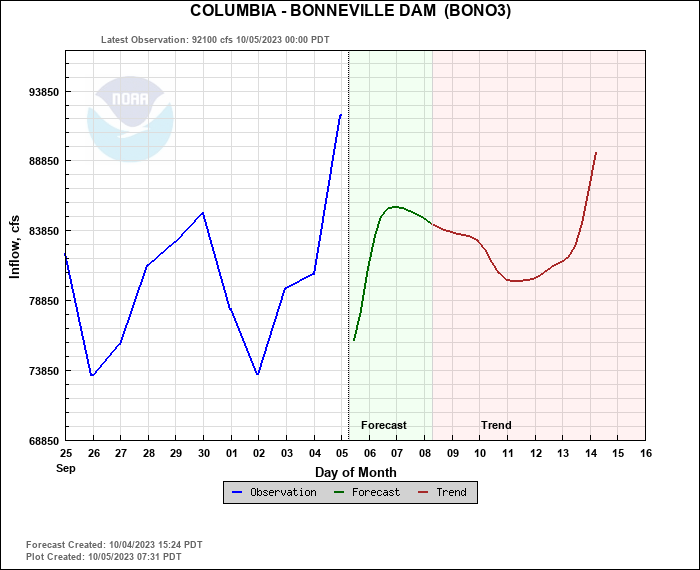 COLUMBIA - BONNEVILLE DAM (BONO3)
Latest Observation: 92100 cfs 10/05/2023 00:00 PDT
NOAA
93850
88850
83850
78850
73850
68850
Inflow, cfs
Forecast
Trend
25 26 27 28 29 30 01 02 03 04 05 06 07 08 09 10 11 12 13 14 15 16
Sep
Day of Month
Observation Forecast Trend
Forecast Created: 10/04/2023 15:24 PDT
Plot Created: 10/05/2023 07:31 PDT